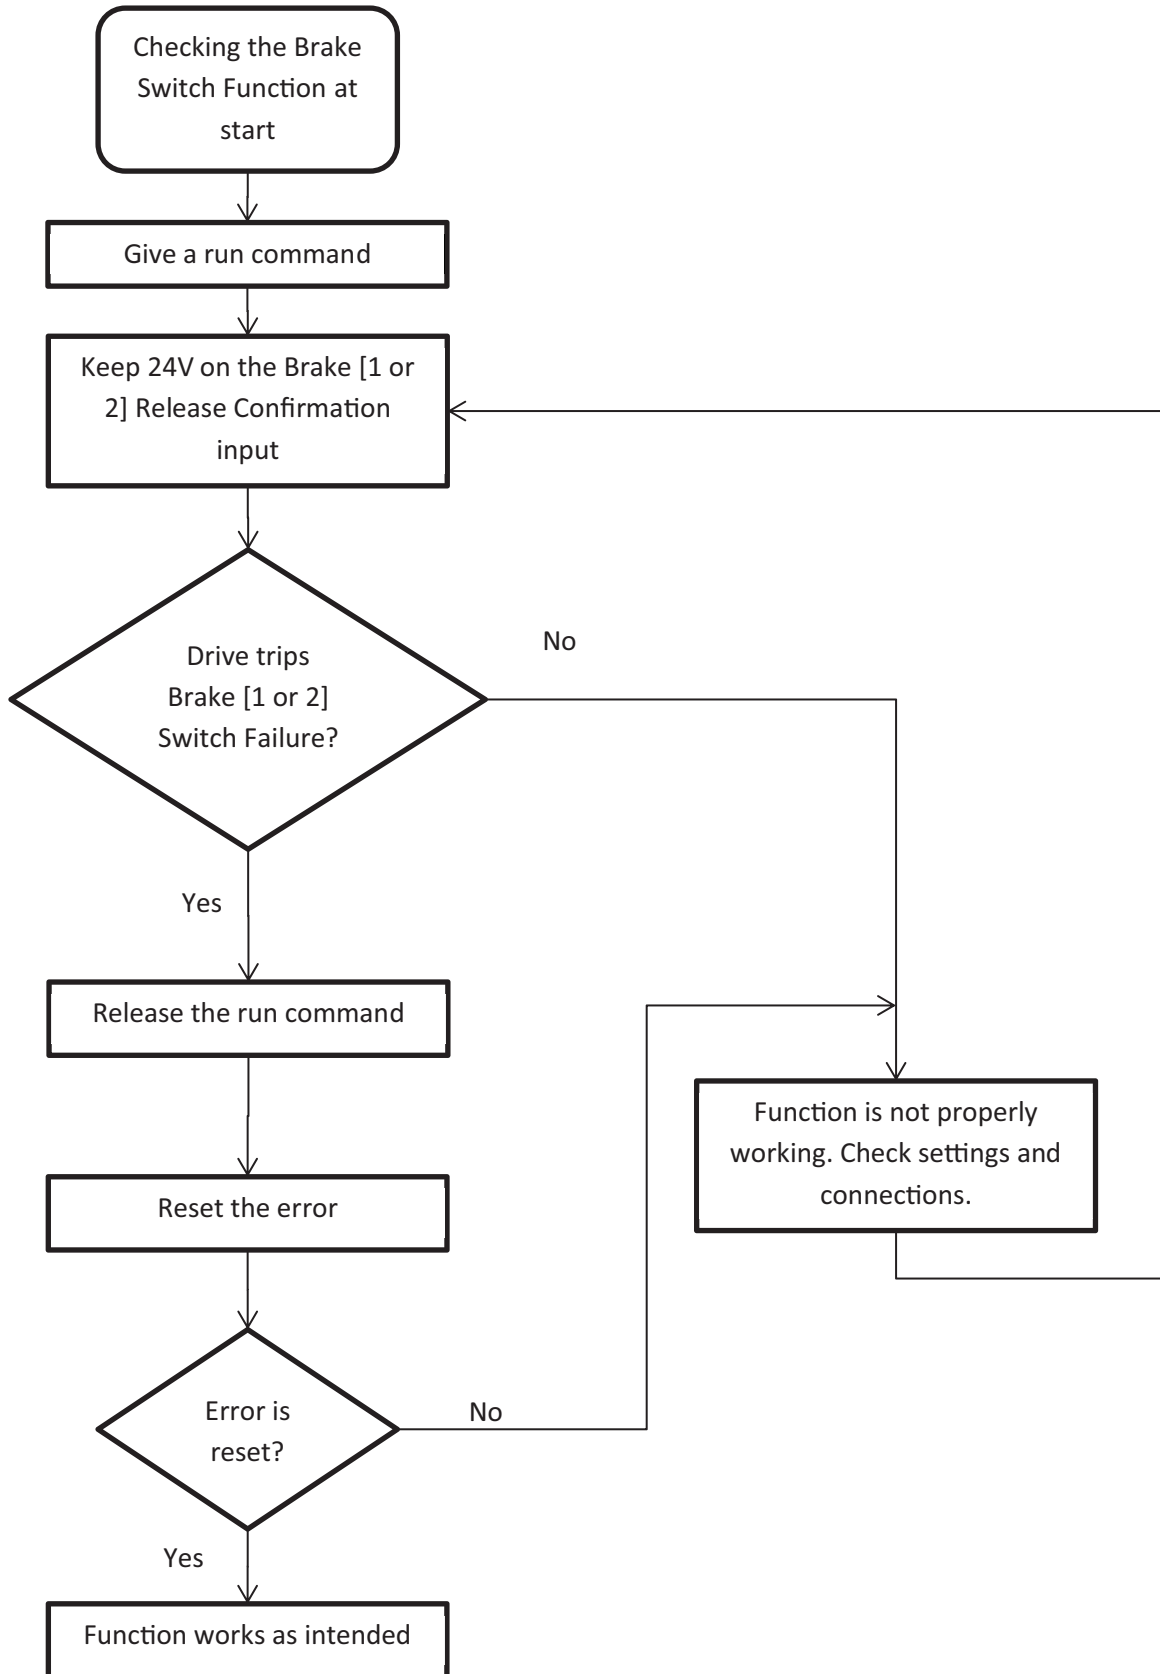 Checking the Brake
Switch Function at
start
Give a run command
Keep 24V on the Brake [1 or
2] Release Confirmation
input
Drive trips
Brake [1 or 2]
Switch Failure?
No
Yes
Release the run command
Function is not properly
working. Check settings and
connections.
Reset the error
Error is
reset?
No
Yes
Function works as intended